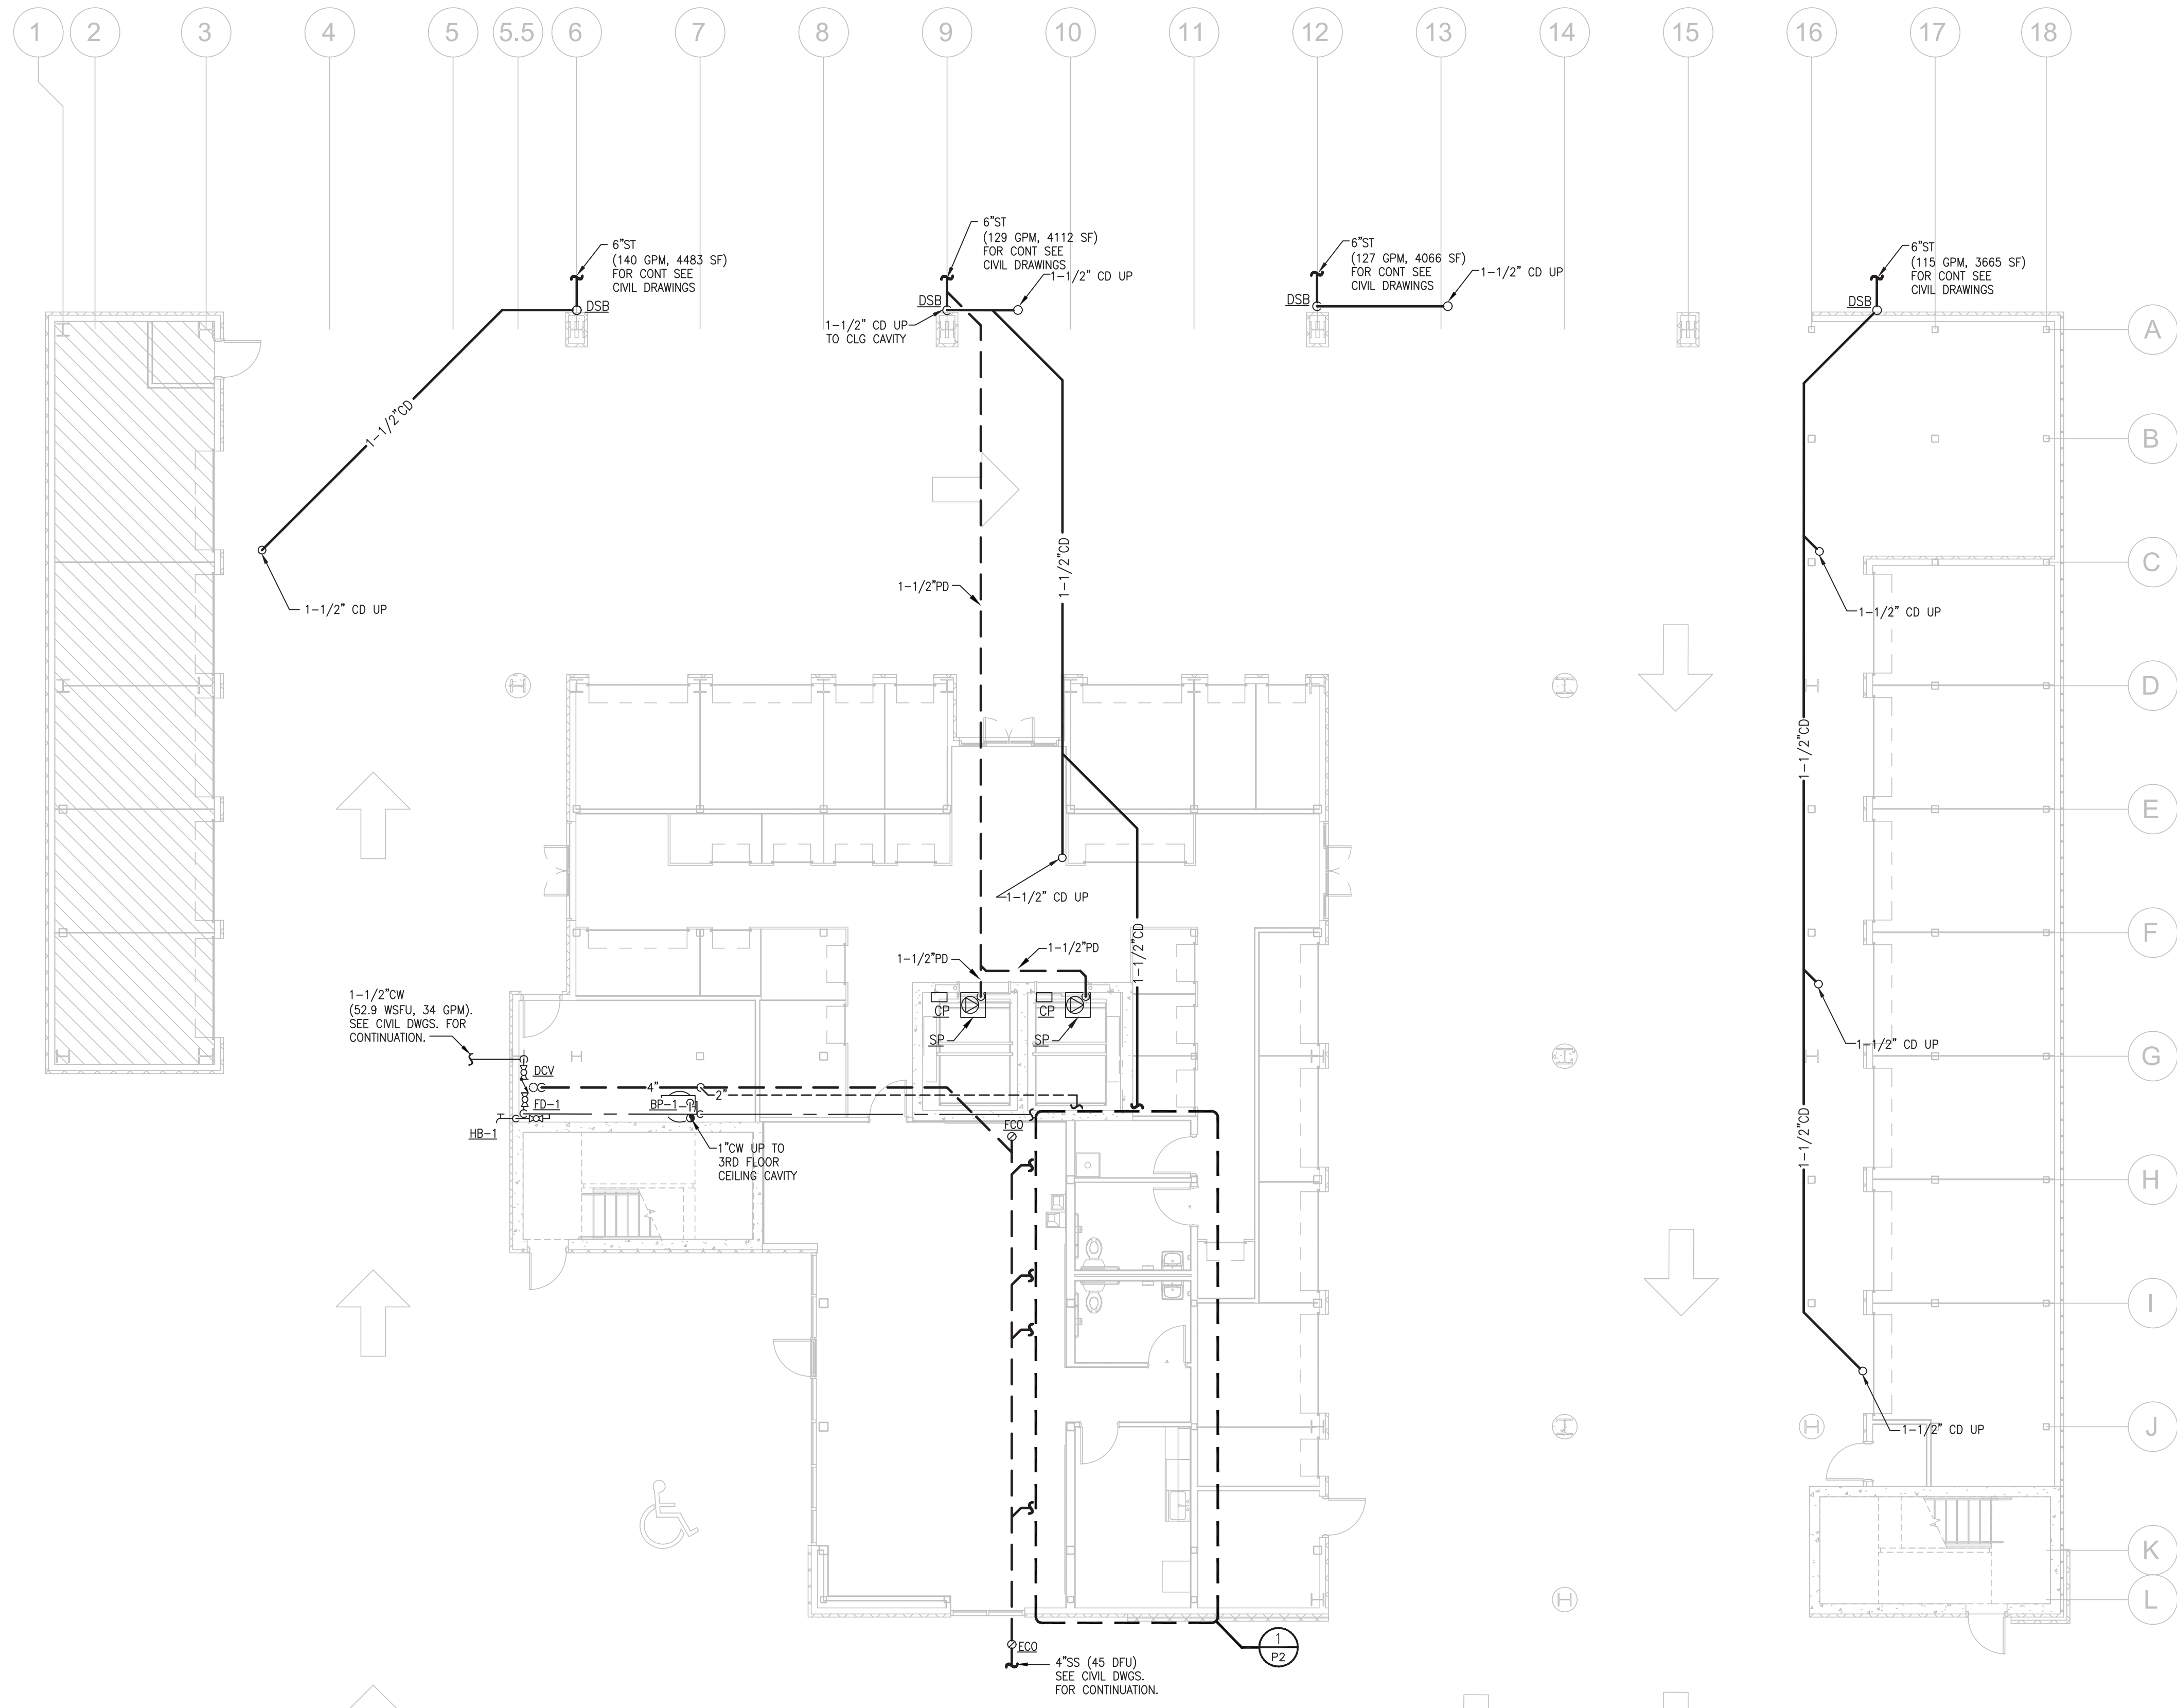 1 2 3 4 5 5.5 6 7 8 9 10 11 12 13 14 15 16 17 18
6"ST
(140 GPM, 4483 SF)
FOR CONT SEE
CIVIL DRAWINGS
DSB
6"ST
(129 GPM, 4112 SF)
FOR CONT SEE
CIVIL DRAWINGS
1-1/2" CD UP
DSB
1-1/2" CD UP
TO CLG CAVITY
6"ST
(127 GPM, 4066 SF)
FOR CONT SEE
CIVIL DRAWINGS
1-1/2" CD UP
DSB
6"ST
(115 GPM, 3665 SF)
FOR CONT SEE
CIVIL DRAWINGS
DSB
A
B
C
D
E
F
G
H
I
J
K
L
1-1/2"CD
1-1/2" CD UP
1-1/2"PD
1-1/2"CD
1-1/2" CD UP
1-1/2"CD
1-1/2" CD UP
1-1/2"CD
1-1/2"PD
1-1/2"PD
CP
SP
CP
SP
1-1/2"CW
(52.9 WSFU, 34 GPM).
SEE CIVIL DWGS. FOR
CONTINUATION.
DCV
4"
2"
FD-1
BP-1
HB-1
1"CW UP TO
3RD FLOOR
CEILING CAVITY
FCO
1-1/2" CD UP
1-1/2"CD
1-1/2" CD UP
ECO
4"SS (45 DFU)
SEE CIVIL DWGS.
FOR CONTINUATION.
1
P2